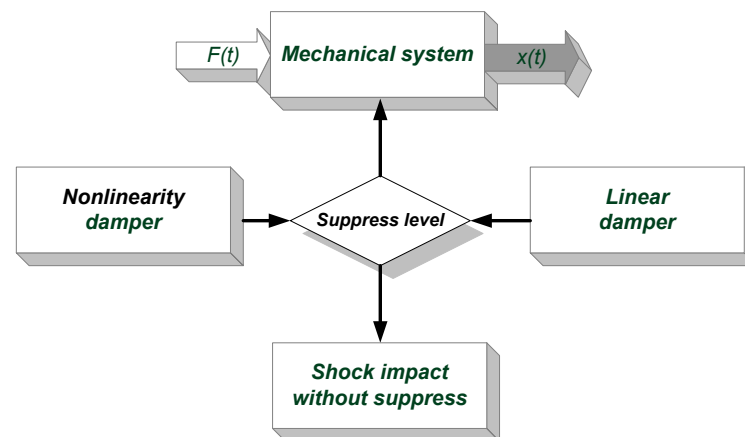 F(t)
Mechanical system
x(t)
Nonlinearity
damper
Suppress level
Linear
damper
Shock impact
without suppress